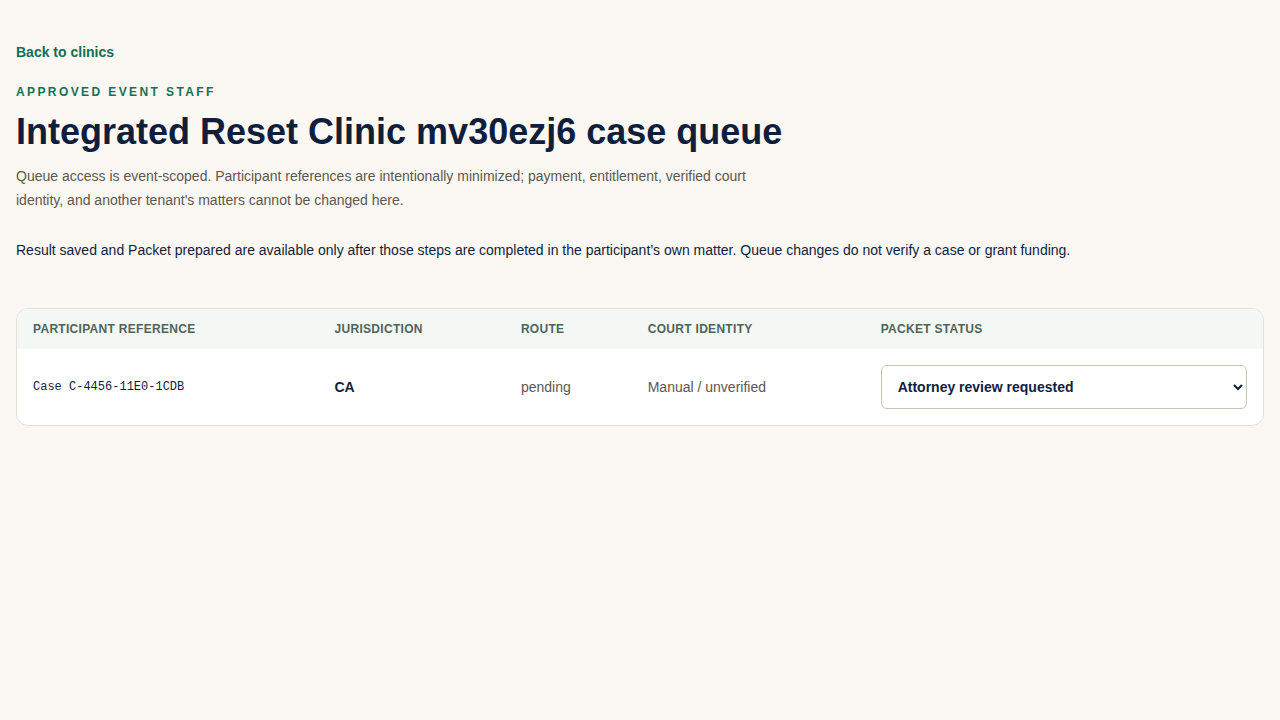 Back to clinics
APPROVED EVENT STAFF
Integrated Reset Clinic mv30ezj6 case queue
Queue access is event-scoped. Participant references are intentionally minimized; payment, entitlement, verified court
identity, and another tenant's matters cannot be changed here.
Result saved and Packet prepared are available only after those steps are completed in the participant's own matter. Queue changes do not verify a case or grant funding.
PARTICIPANT REFERENCE JURISDICTION ROUTE COURT IDENTITY PACKET STATUS
Case C-4456-11E0-1CDB CA pending Manual / unverified Attorney review requested